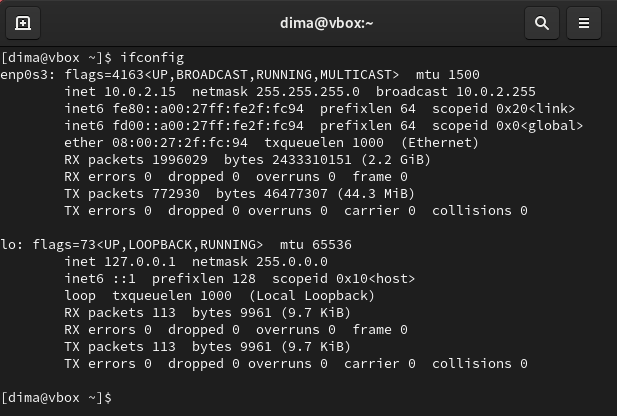 dima@vbox:~
[dima@vbox ~]$ ifconfig
enp0s3: flags=4163<UP,BROADCAST,RUNNING,MULTICAST>  mtu 1500
        inet 10.0.2.15  netmask 255.255.255.0  broadcast 10.0.2.255
        inet6 fe80::a00:27ff:fe2f:fc94  prefixlen 64  scopeid 0x20<link>
        inet6 fd00::a00:27ff:fe2f:fc94  prefixlen 64  scopeid 0x0<global>
        ether 08:00:27:2f:fc:94  txqueuelen 1000  (Ethernet)
        RX packets 1996029  bytes 2433310151 (2.2 GiB)
        RX errors 0  dropped 0  overruns 0  frame 0
        TX packets 772930  bytes 46477307 (44.3 MiB)
        TX errors 0  dropped 0 overruns 0  carrier 0  collisions 0

lo: flags=73<UP,LOOPBACK,RUNNING>  mtu 65536
        inet 127.0.0.1  netmask 255.0.0.0
        inet6 ::1  prefixlen 128  scopeid 0x10<host>
        loop  txqueuelen 1000  (Local Loopback)
        RX packets 113  bytes 9961 (9.7 KiB)
        RX errors 0  dropped 0  overruns 0  frame 0
        TX packets 113  bytes 9961 (9.7 KiB)
        TX errors 0  dropped 0 overruns 0  carrier 0  collisions 0

[dima@vbox ~]$